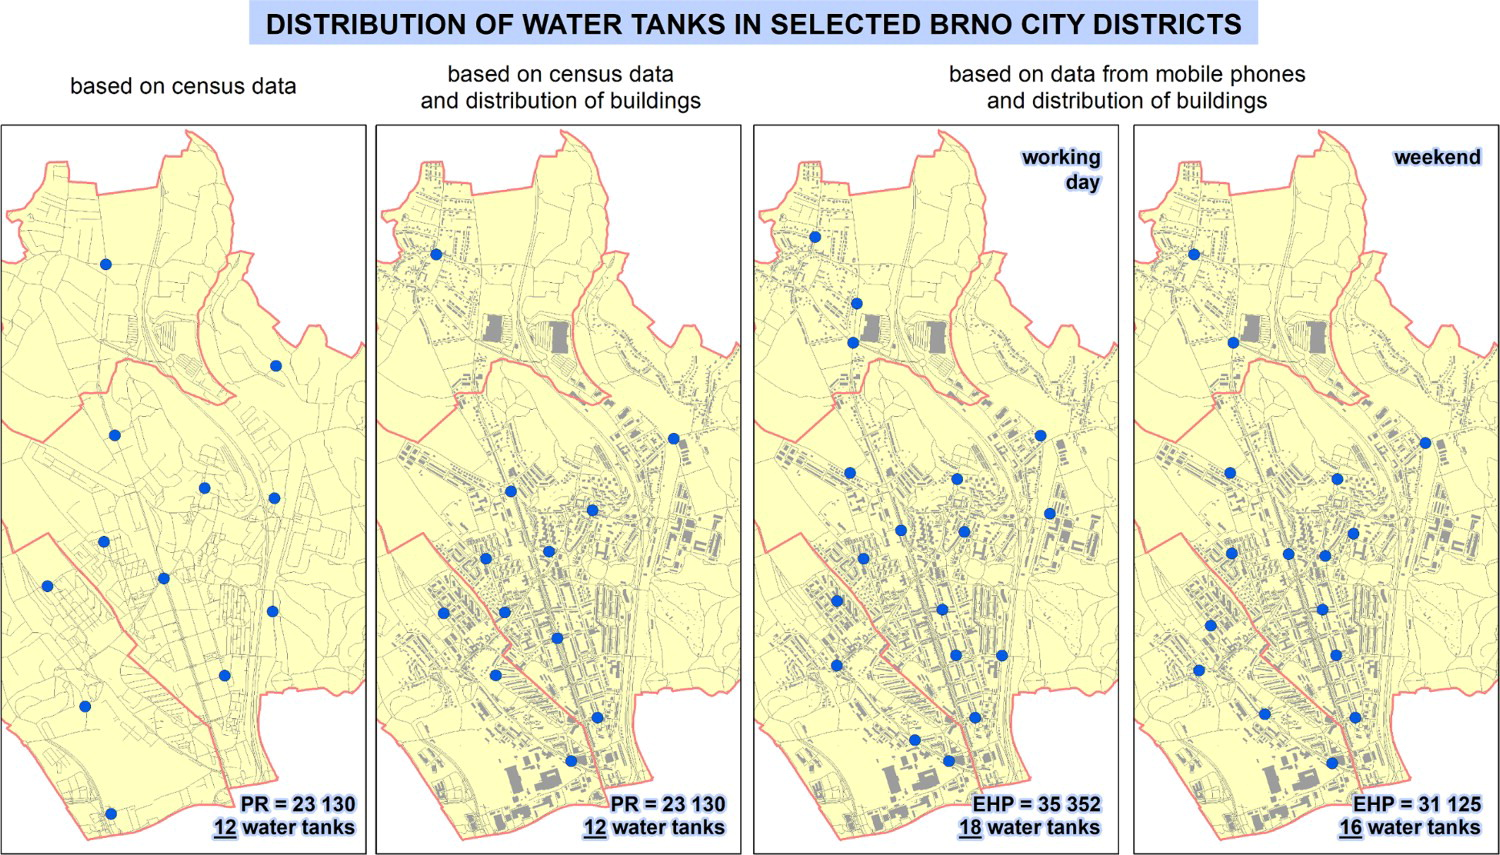 DISTRIBUTION OF WATER TANKS IN SELECTED BRNO CITY DISTRICTS
based on census data
based on census data
and distribution of buildings
based on data from mobile phones
and distribution of buildings
working
day
weekend
PR = 23 130
12 water tanks
PR = 23 130
12 water tanks
EHP = 35 352
18 water tanks
EHP = 31 125
16 water tanks